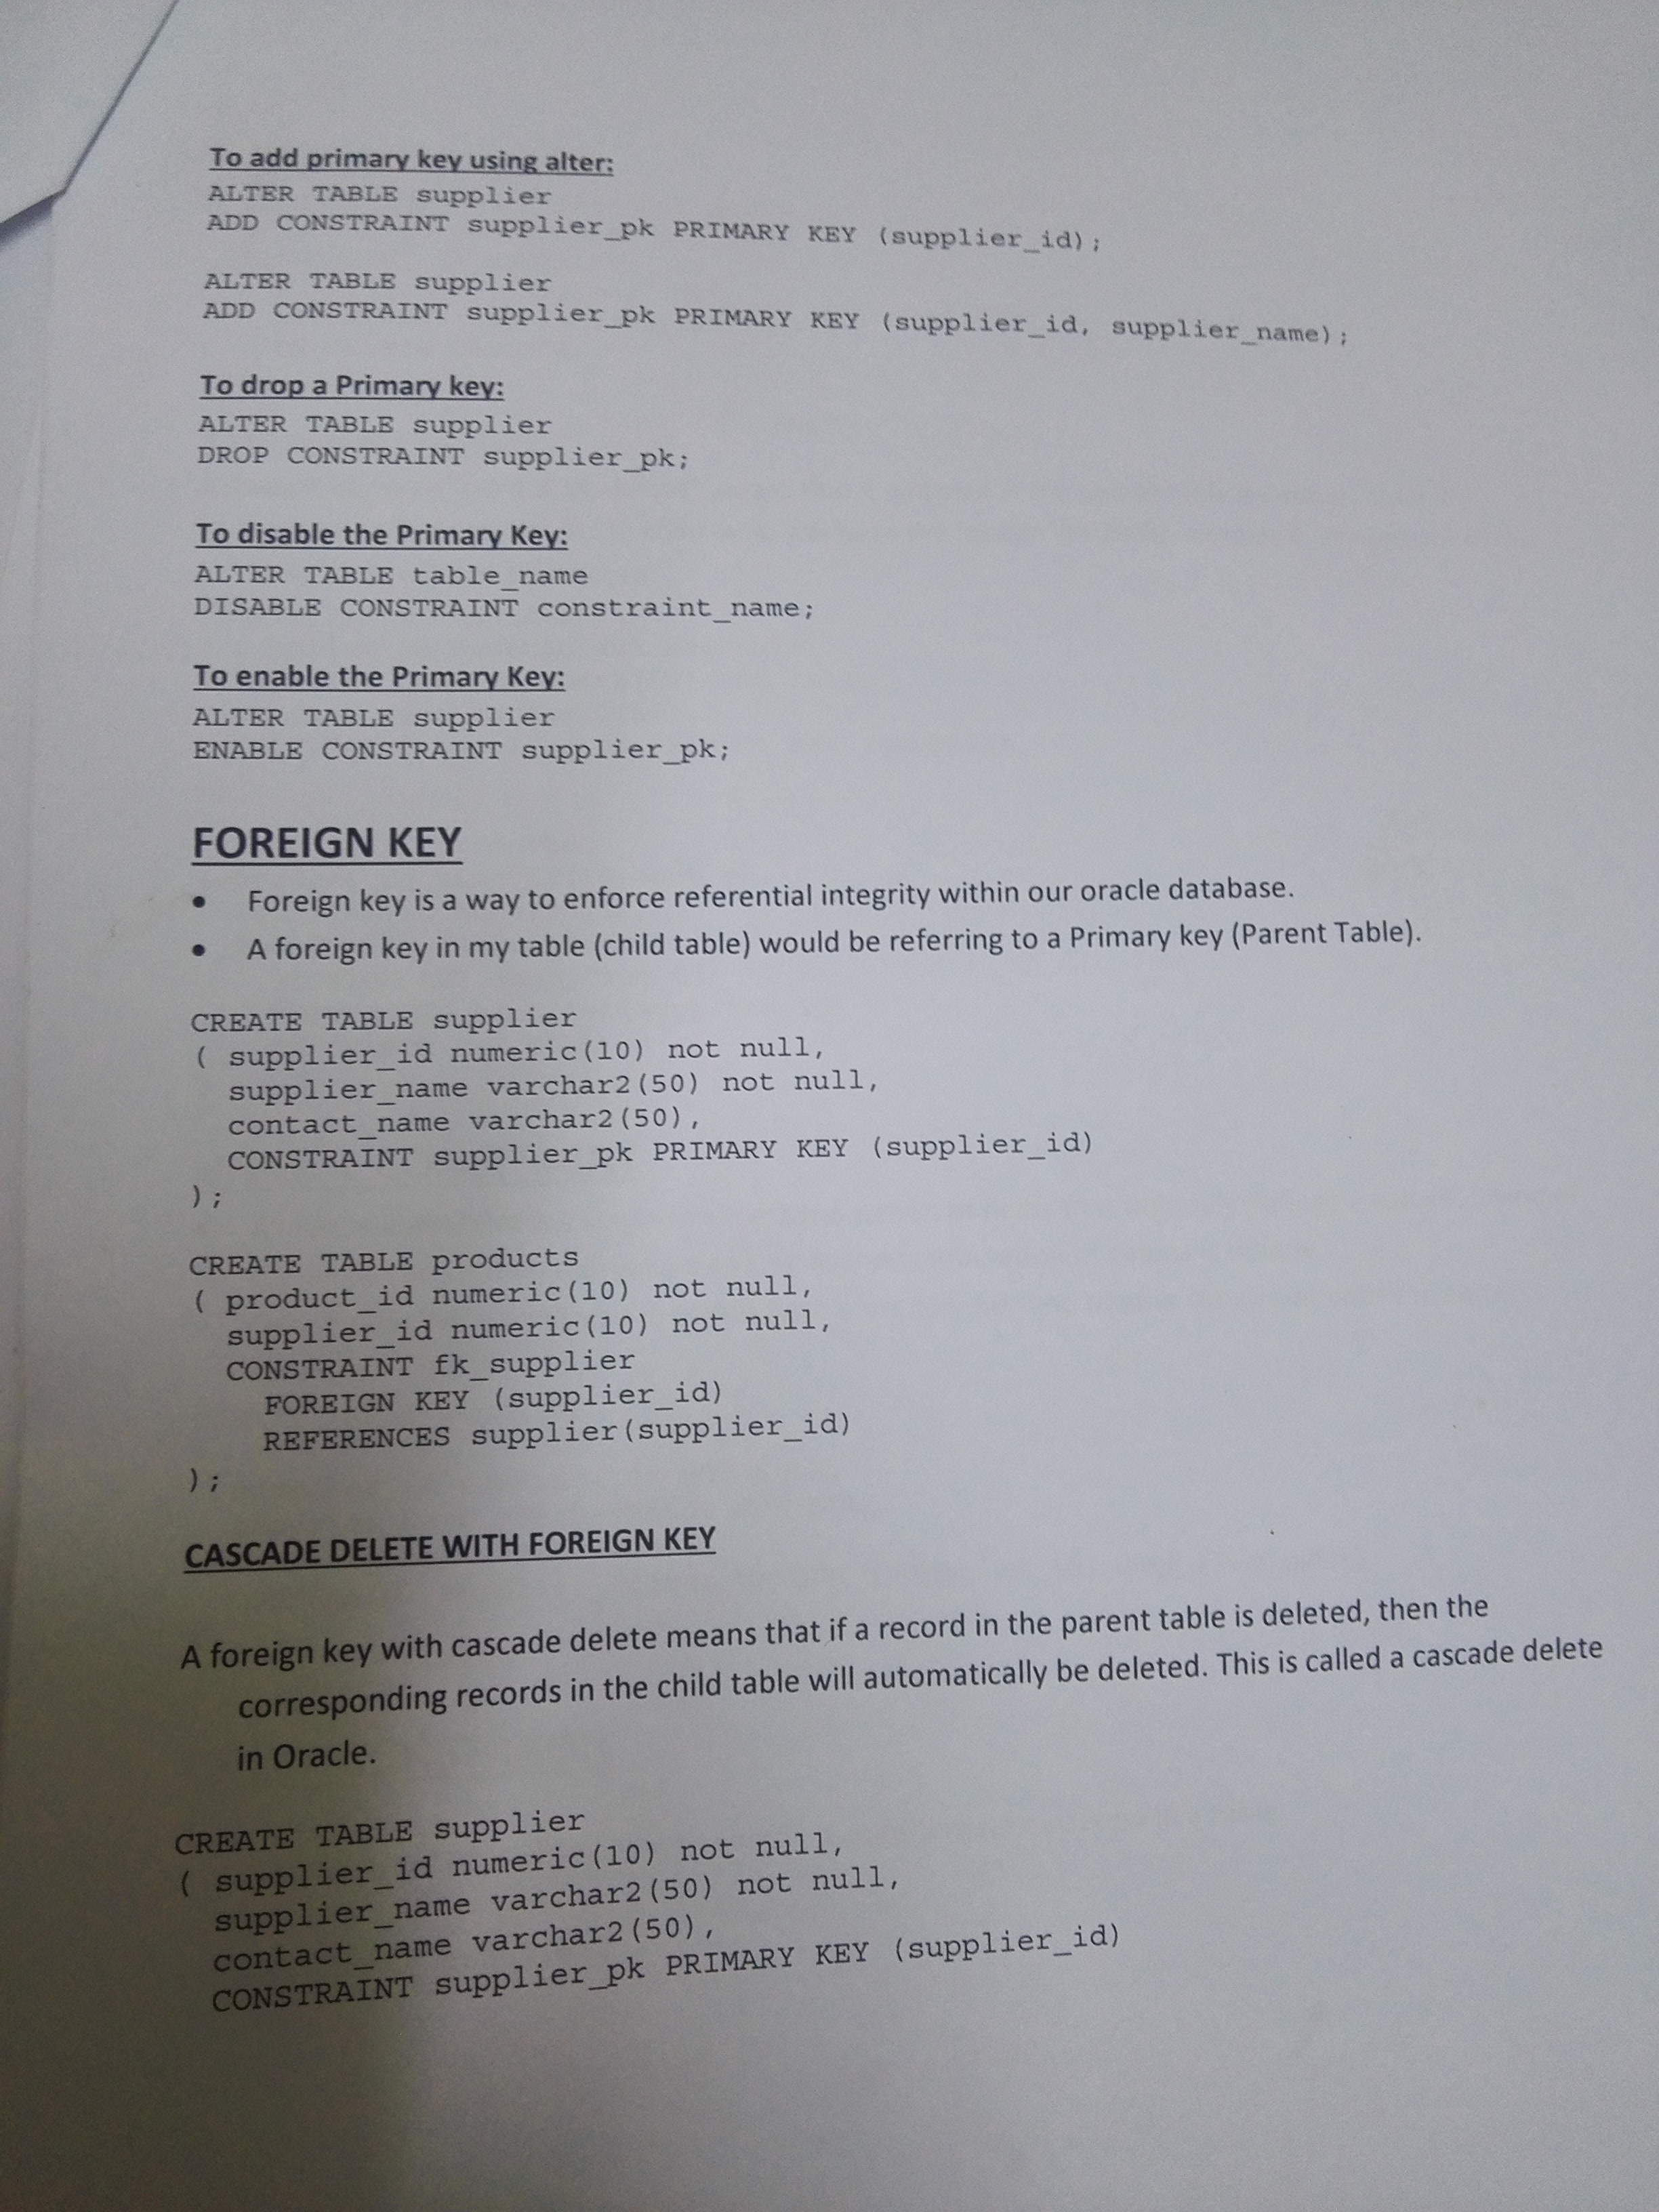 To add primary key using alter:
ALTER TABLE supplier
ADD CONSTRAINT supplier_pk PRIMARY KEY (supplier_id);
ALTER TABLE supplier
ADD CONSTRAINT supplier_pk PRIMARY KEY (supplier_id, supplier_name);
To drop a Primary key:
ALTER TABLE supplier
DROP CONSTRAINT supplier_pk;
To disable the Primary Key:
ALTER TABLE table_name
DISABLE CONSTRAINT constraint_name;
To enable the Primary Key:
ALTER TABLE supplier
ENABLE CONSTRAINT supplier_pk;
FOREIGN KEY
• Foreign key is a way to enforce referential integrity within our oracle database.
• A foreign key in my table (child table) would be referring to a Primary key (Parent Table).
CREATE TABLE supplier
( supplier_id numeric(10) not null,
supplier_name varchar2(50) not null,
contact_name varchar2(50),
CONSTRAINT supplier_pk PRIMARY KEY (supplier_id)
);
CREATE TABLE products
( product_id numeric(10) not null,
supplier_id numeric(10) not null,
CONSTRAINT fk_supplier
FOREIGN KEY (supplier_id)
REFERENCES supplier(supplier_id)
);
CASCADE DELETE WITH FOREIGN KEY
A foreign key with cascade delete means that if a record in the parent table is deleted, then the
corresponding records in the child table will automatically be deleted. This is called a cascade delete
in Oracle.
CREATE TABLE supplier
( supplier_id numeric(10) not null,
supplier_name varchar2(50) not null,
contact_name varchar2(50),
CONSTRAINT supplier_pk PRIMARY KEY (supplier_id)